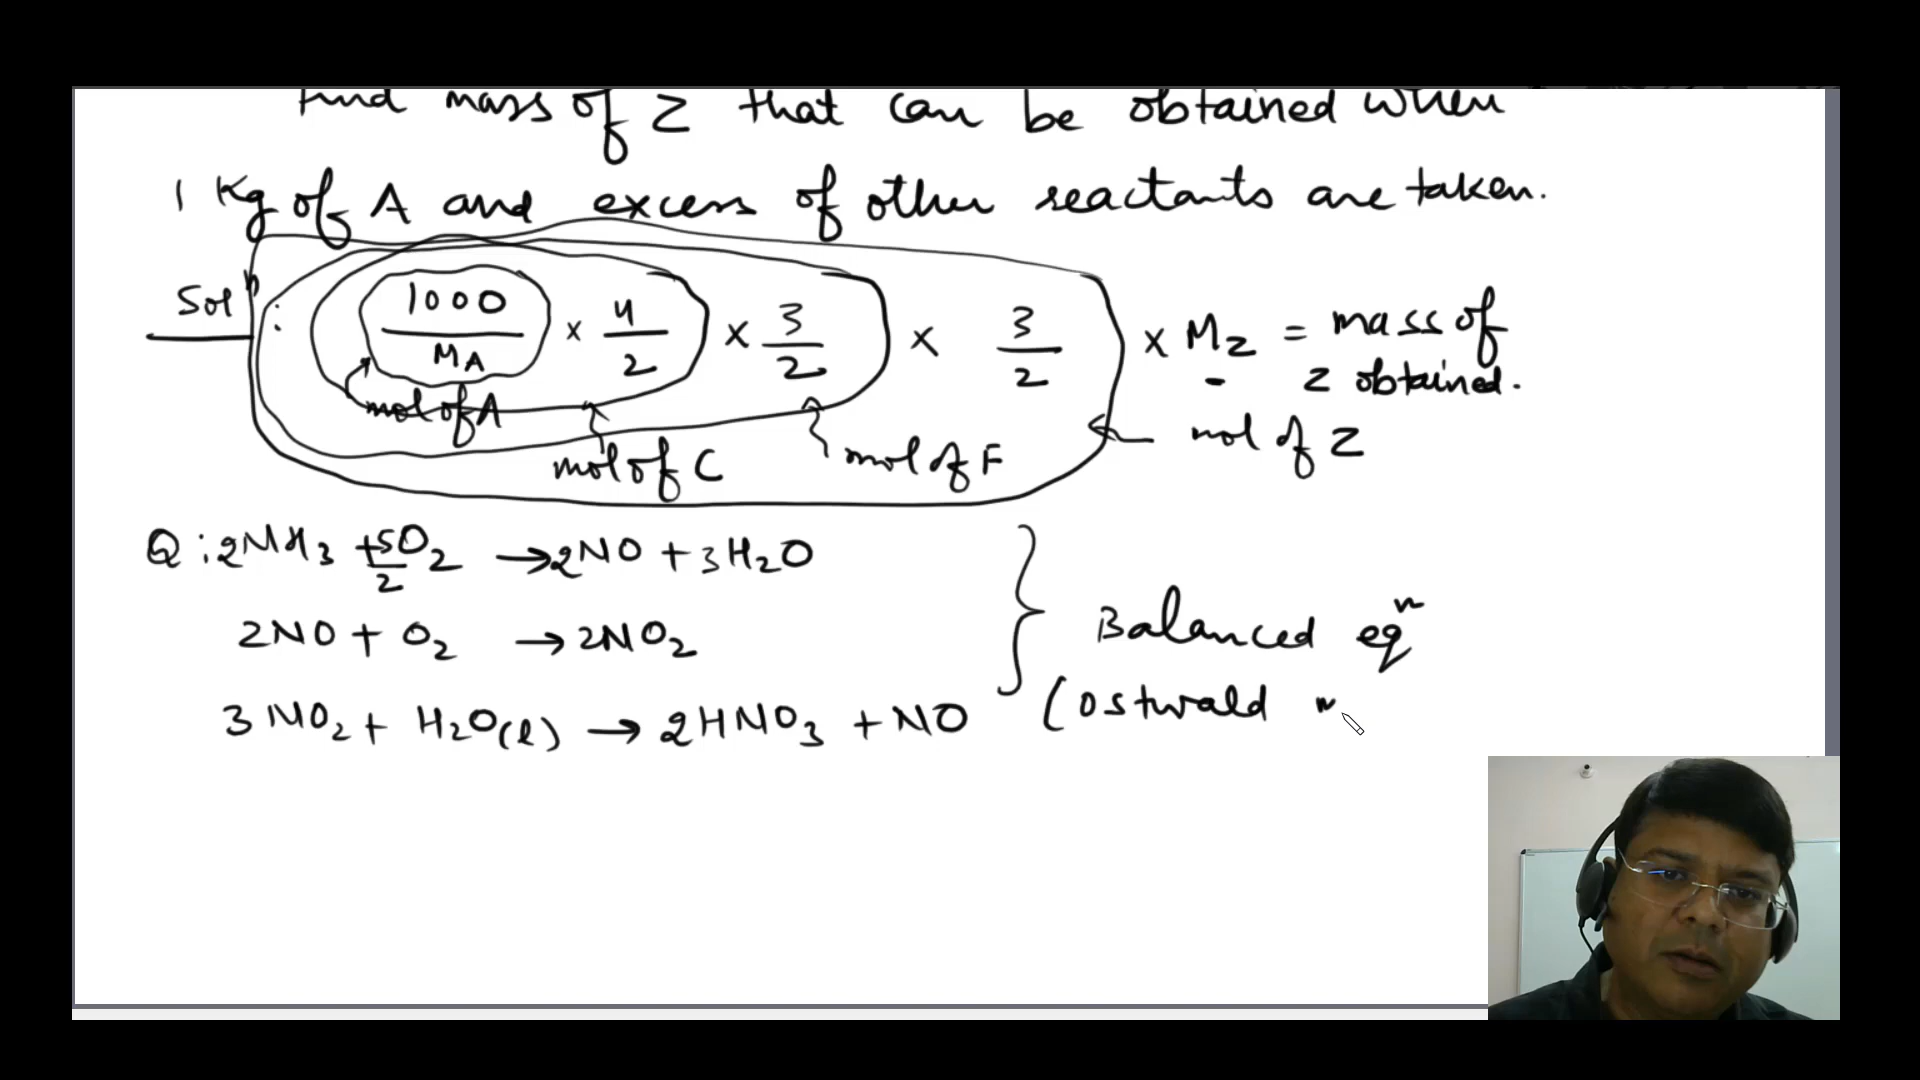 find mass of Z that can be obtained when
1 Kg of A and excess of other reactants are taken.
Solⁿ : 1000/M_A × 4/2 × 3/2 × 3/2 × M_Z = mass of Z obtained.
mol of A
mol of C
mol of F
mol of Z
Q : 2NH₃ + 5/2 O₂ → 2NO + 3H₂O
2NO + O₂ → 2NO₂
3NO₂ + H₂O(l) → 2HNO₃ + NO
Balanced eqⁿ
(Ostwald